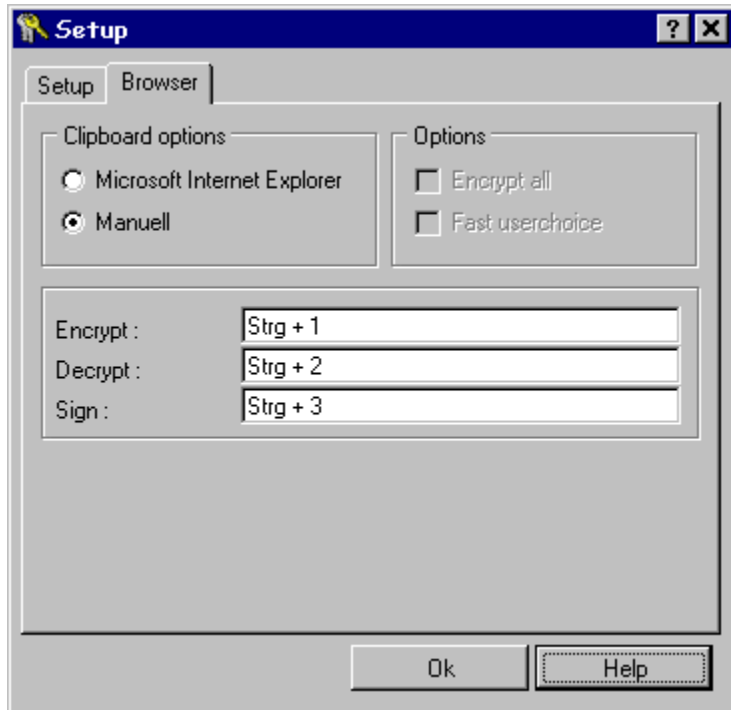 Setup
Setup Browser
Clipboard options
Microsoft Internet Explorer
Manuell
Options
Encrypt all
Fast userchoice
Encrypt : Strg + 1
Decrypt : Strg + 2
Sign : Strg + 3
Ok Help